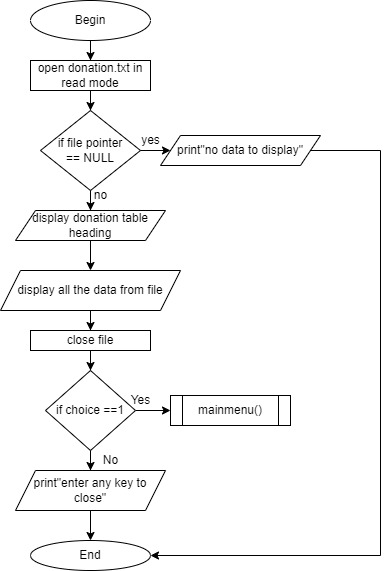 Begin
open donation.txt in
read mode
if file pointer
== NULL
yes
print"no data to display"
no
display donation table
heading
display all the data from file
close file
if choice ==1
Yes
mainmenu()
No
print"enter any key to
close"
End